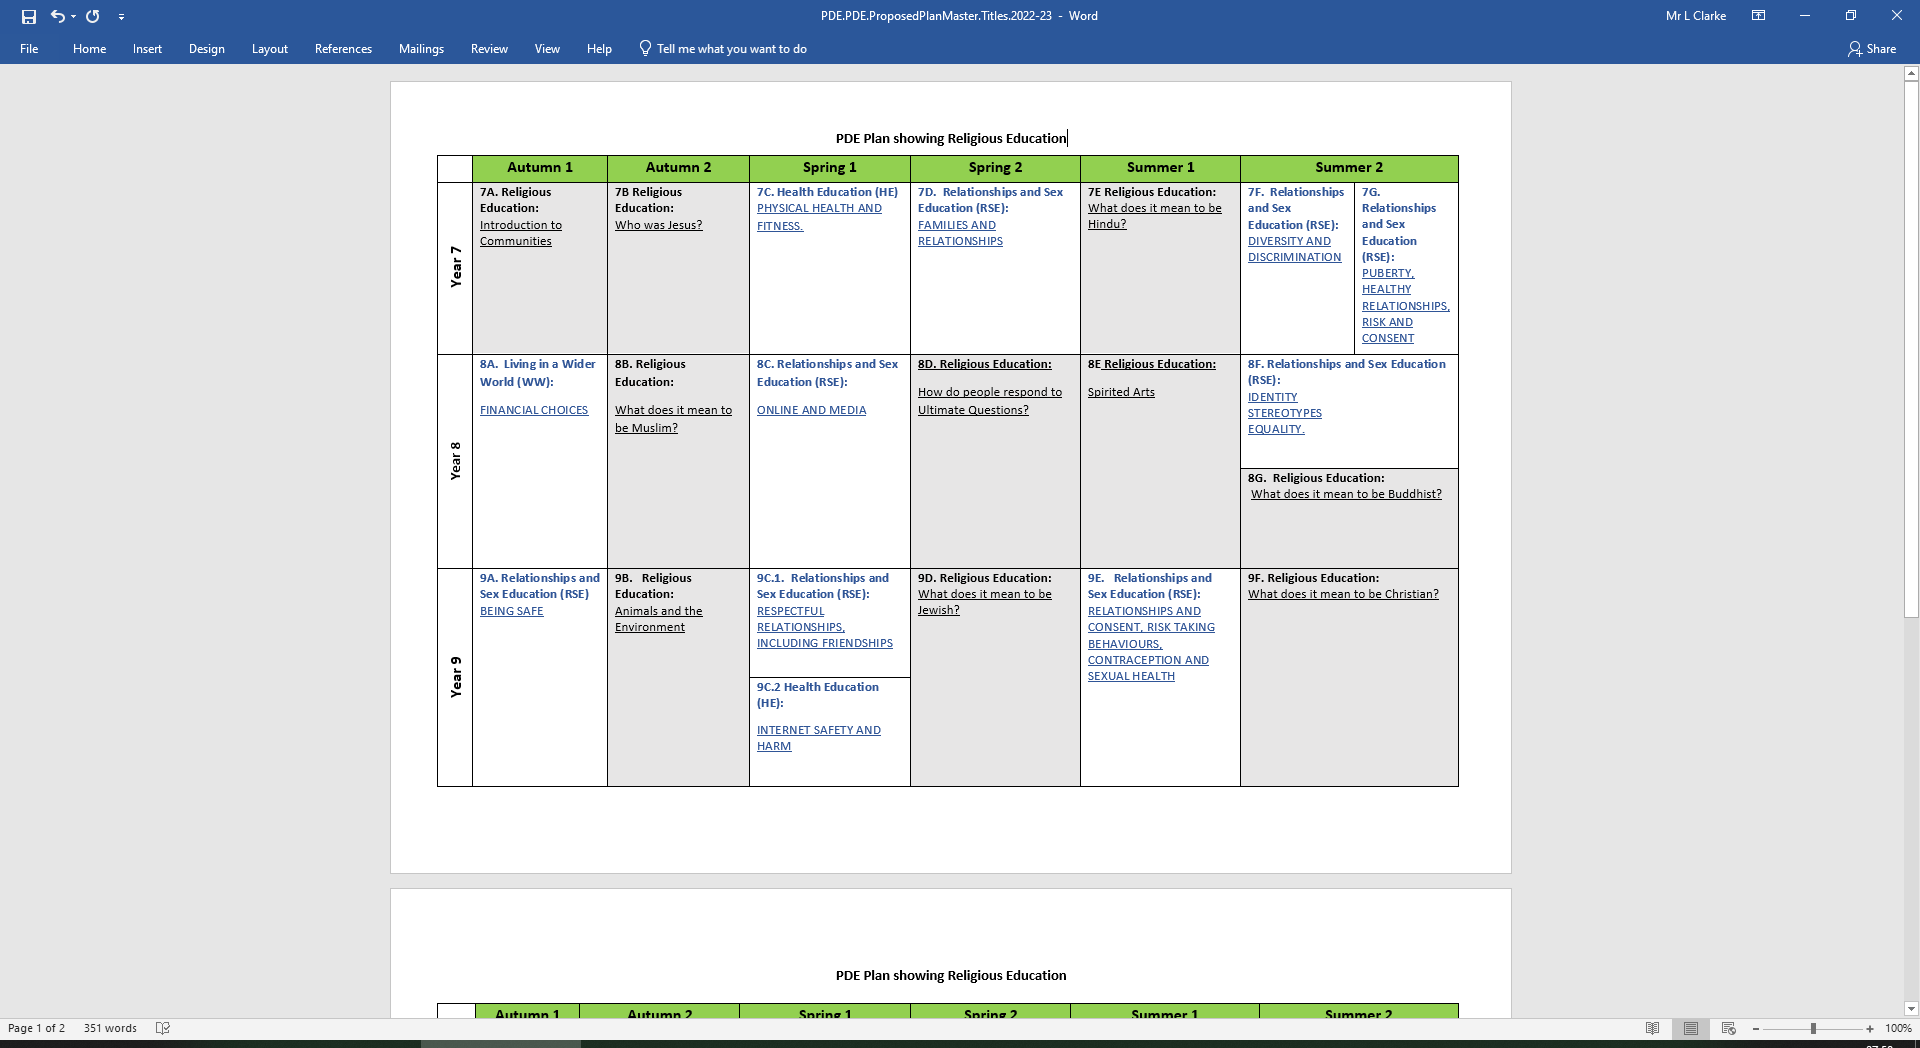 PDE.PDE.ProposedPlanMaster.Titles.2022-23 - Word
Mr L Clarke
File Home Insert Design Layout References Mailings Review View Help Tell me what you want to do
Share
PDE Plan showing Religious Education
Autumn 1 Autumn 2 Spring 1 Spring 2 Summer 1 Summer 2
Year 7
7A. Religious
Education:
Introduction to
Communities
7B Religious
Education:
Who was Jesus?
7C. Health Education (HE)
PHYSICAL HEALTH AND
FITNESS.
7D. Relationships and Sex
Education (RSE):
FAMILIES AND
RELATIONSHIPS
7E Religious Education:
What does it mean to be
Hindu?
7F. Relationships
and Sex
Education (RSE):
DIVERSITY AND
DISCRIMINATION
7G.
Relationships
and Sex
Education
(RSE):
PUBERTY,
HEALTHY
RELATIONSHIPS,
RISK AND
CONSENT
Year 8
8A. Living in a Wider
World (WW):
FINANCIAL CHOICES
8B. Religious
Education:
What does it mean to
be Muslim?
8C. Relationships and Sex
Education (RSE):
ONLINE AND MEDIA
8D. Religious Education:
How do people respond to
Ultimate Questions?
8E Religious Education:
Spirited Arts
8F. Relationships and Sex Education
(RSE):
IDENTITY
STEREOTYPES
EQUALITY.
8G. Religious Education:
What does it mean to be Buddhist?
Year 9
9A. Relationships and
Sex Education (RSE)
BEING SAFE
9B. Religious
Education:
Animals and the
Environment
9C.1. Relationships and
Sex Education (RSE):
RESPECTFUL
RELATIONSHIPS,
INCLUDING FRIENDSHIPS
9C.2 Health Education
(HE):
INTERNET SAFETY AND
HARM
9D. Religious Education:
What does it mean to be
Jewish?
9E. Relationships and
Sex Education (RSE):
RELATIONSHIPS AND
CONSENT, RISK TAKING
BEHAVIOURS,
CONTRACEPTION AND
SEXUAL HEALTH
9F. Religious Education:
What does it mean to be Christian?
PDE Plan showing Religious Education
Autumn 1 Autumn 2 Spring 1 Spring 2 Summer 1 Summer 2
Page 1 of 2 351 words
100%